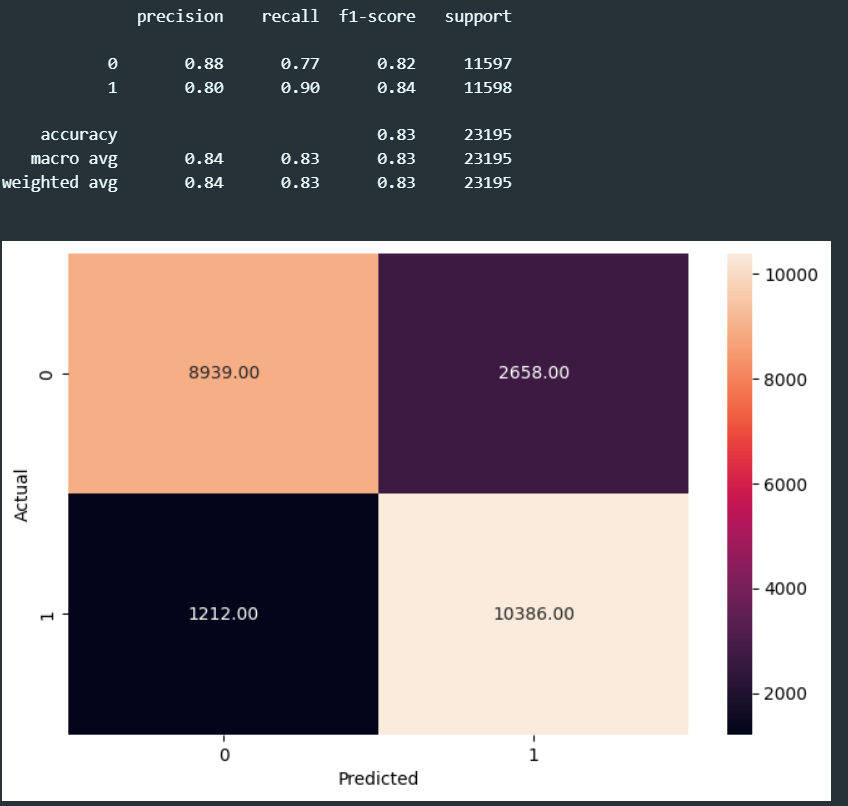 precision recall f1-score support
0 0.88 0.77 0.82 11597
1 0.80 0.90 0.84 11598
accuracy 0.83 23195
macro avg 0.84 0.83 0.83 23195
weighted avg 0.84 0.83 0.83 23195
10000
0 8939.00 2658.00
8000
Actual
6000
4000
1 1212.00 10386.00
2000
0 1
Predicted